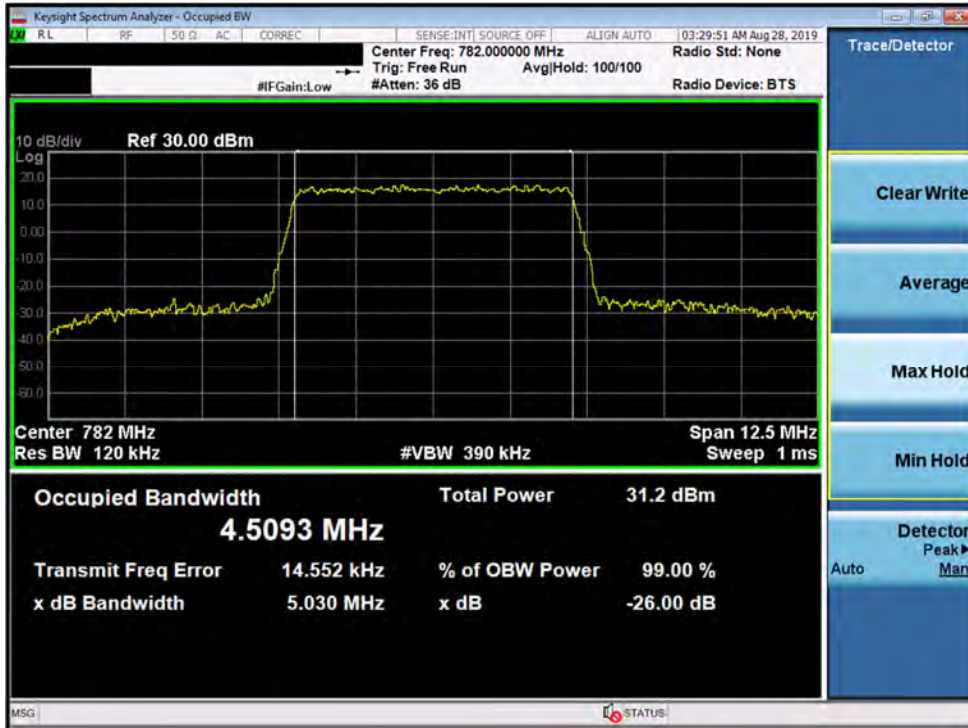 Keysight Spectrum Analyzer - Occupied BW
LXI RL RF 50 Ω AC CORREC SENSE:INT SOURCE OFF ALIGN AUTO 03:29:51 AM Aug 28, 2019
Center Freq: 782.000000 MHz Radio Std: None
Trig: Free Run Avg|Hold: 100/100
#IFGain:Low #Atten: 36 dB Radio Device: BTS
Trace/Detector
10 dB/div Ref 30.00 dBm
Log
20.0
10.0
0.00
-10.0
-20.0
-30.0
-40.0
-50.0
-60.0
Center 782 MHz Span 12.5 MHz
Res BW 120 kHz #VBW 390 kHz Sweep 1 ms
Clear Write
Average
Max Hold
Min Hold
Detector
Peak▶
Auto Man
Occupied Bandwidth Total Power 31.2 dBm
4.5093 MHz
Transmit Freq Error 14.552 kHz % of OBW Power 99.00 %
x dB Bandwidth 5.030 MHz x dB -26.00 dB
MSG STATUS